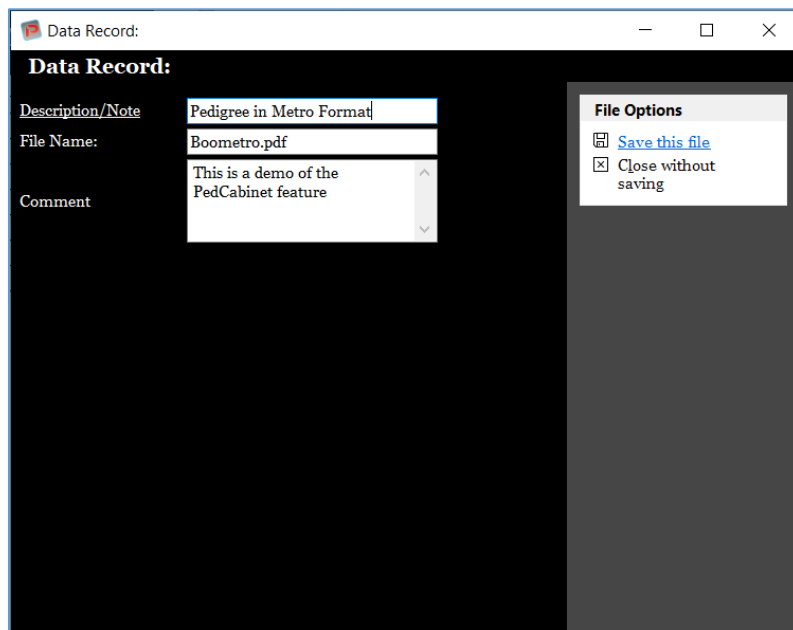 Data Record:
Data Record:
Description/Note
Pedigree in Metro Format
File Name:
Boometro.pdf
Comment
This is a demo of the
PedCabinet feature
File Options
Save this file
Close without
saving